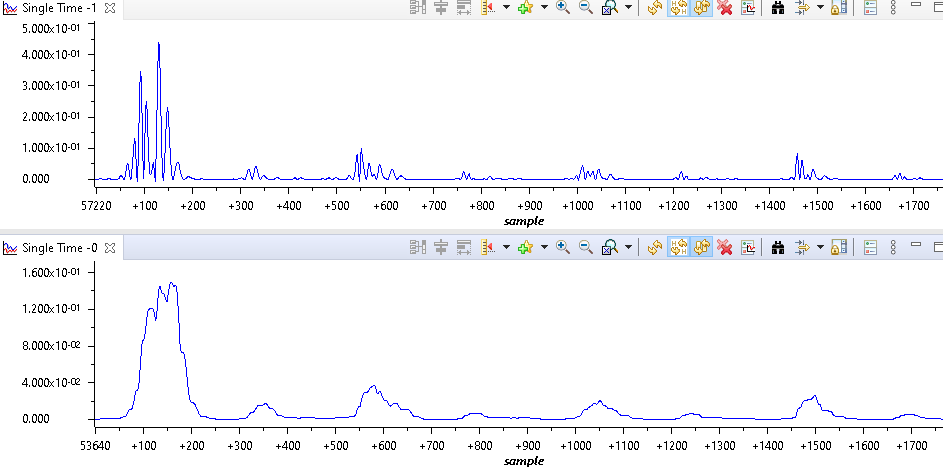 Single Time -1
5.000x10-01
4.000x10-01
3.000x10-01
2.000x10-01
1.000x10-01
0.000
57220 +100 +200 +300 +400 +500 +600 +700 +800 +900 +1000 +1100 +1200 +1300 +1400 +1500 +1600 +1700
sample
Single Time -0
1.600x10-01
1.200x10-01
8.000x10-02
4.000x10-02
0.000
53640 +100 +200 +300 +400 +500 +600 +700 +800 +900 +1000 +1100 +1200 +1300 +1400 +1500 +1600 +1700
sample